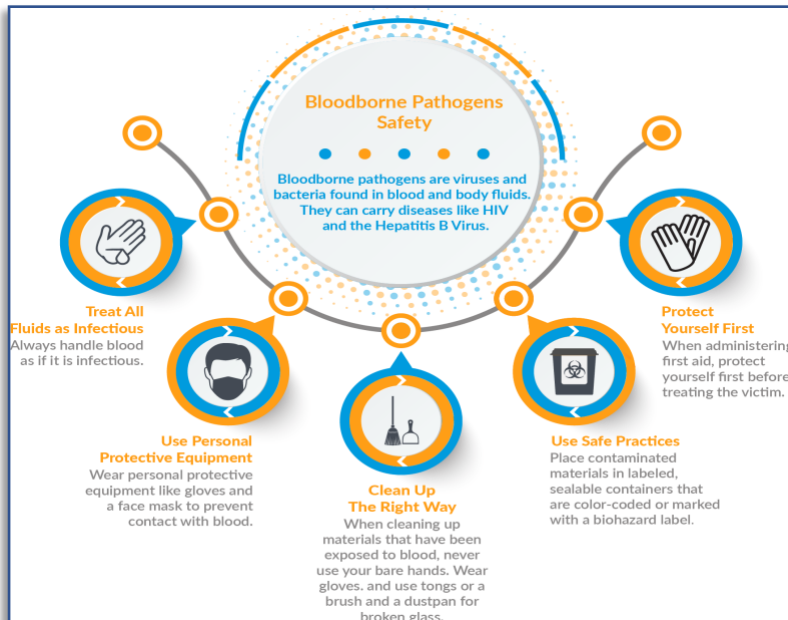 Bloodborne Pathogens
Safety
Bloodborne pathogens are viruses and
bacteria found in blood and body fluids.
They can carry diseases like HIV
and the Hepatitis B Virus.
Treat All
Fluids as Infectious
Always handle blood
as if it is infectious.
Use Personal
Protective Equipment
Wear personal protective
equipment like gloves and
a face mask to prevent
contact with blood.
Clean Up
The Right Way
When cleaning up
materials that have been
exposed to blood, never
use your bare hands. Wear
gloves. and use tongs or a
brush and a dustpan for
broken glass.
Use Safe Practices
Place contaminated
materials in labeled,
sealable containers that
are color-coded or marked
with a biohazard label.
Protect
Yourself First
When administering
first aid, protect
yourself first before
treating the victim.